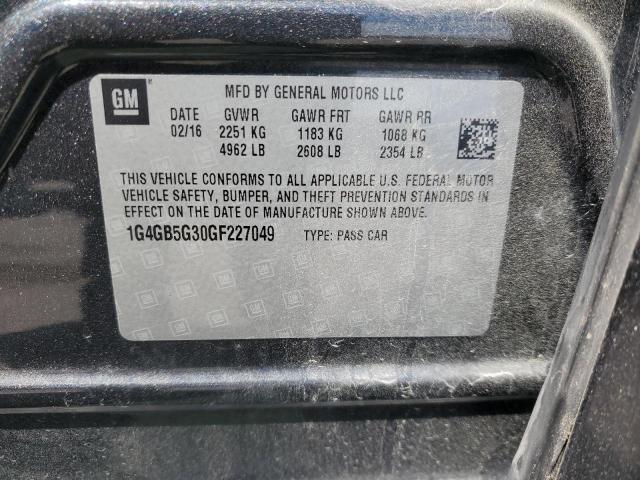 GM
MFD BY GENERAL MOTORS LLC
02/16 GVWR GAWR FRT GAWR RR
2251 KG 1183 KG 1068 KG
4962 LB 2608 LB 2354 LB
THIS VEHICLE CONFORMS TO ALL APPLICABLE U.S. FEDERAL MOTOR
VEHICLE SAFETY, BUMPER, AND THEFT PREVENTION STANDARDS IN
EFFECT ON THE DATE OF MANUFACTURE SHOWN ABOVE.
1G4GB5G30GF227049 TYPE: PASS CAR